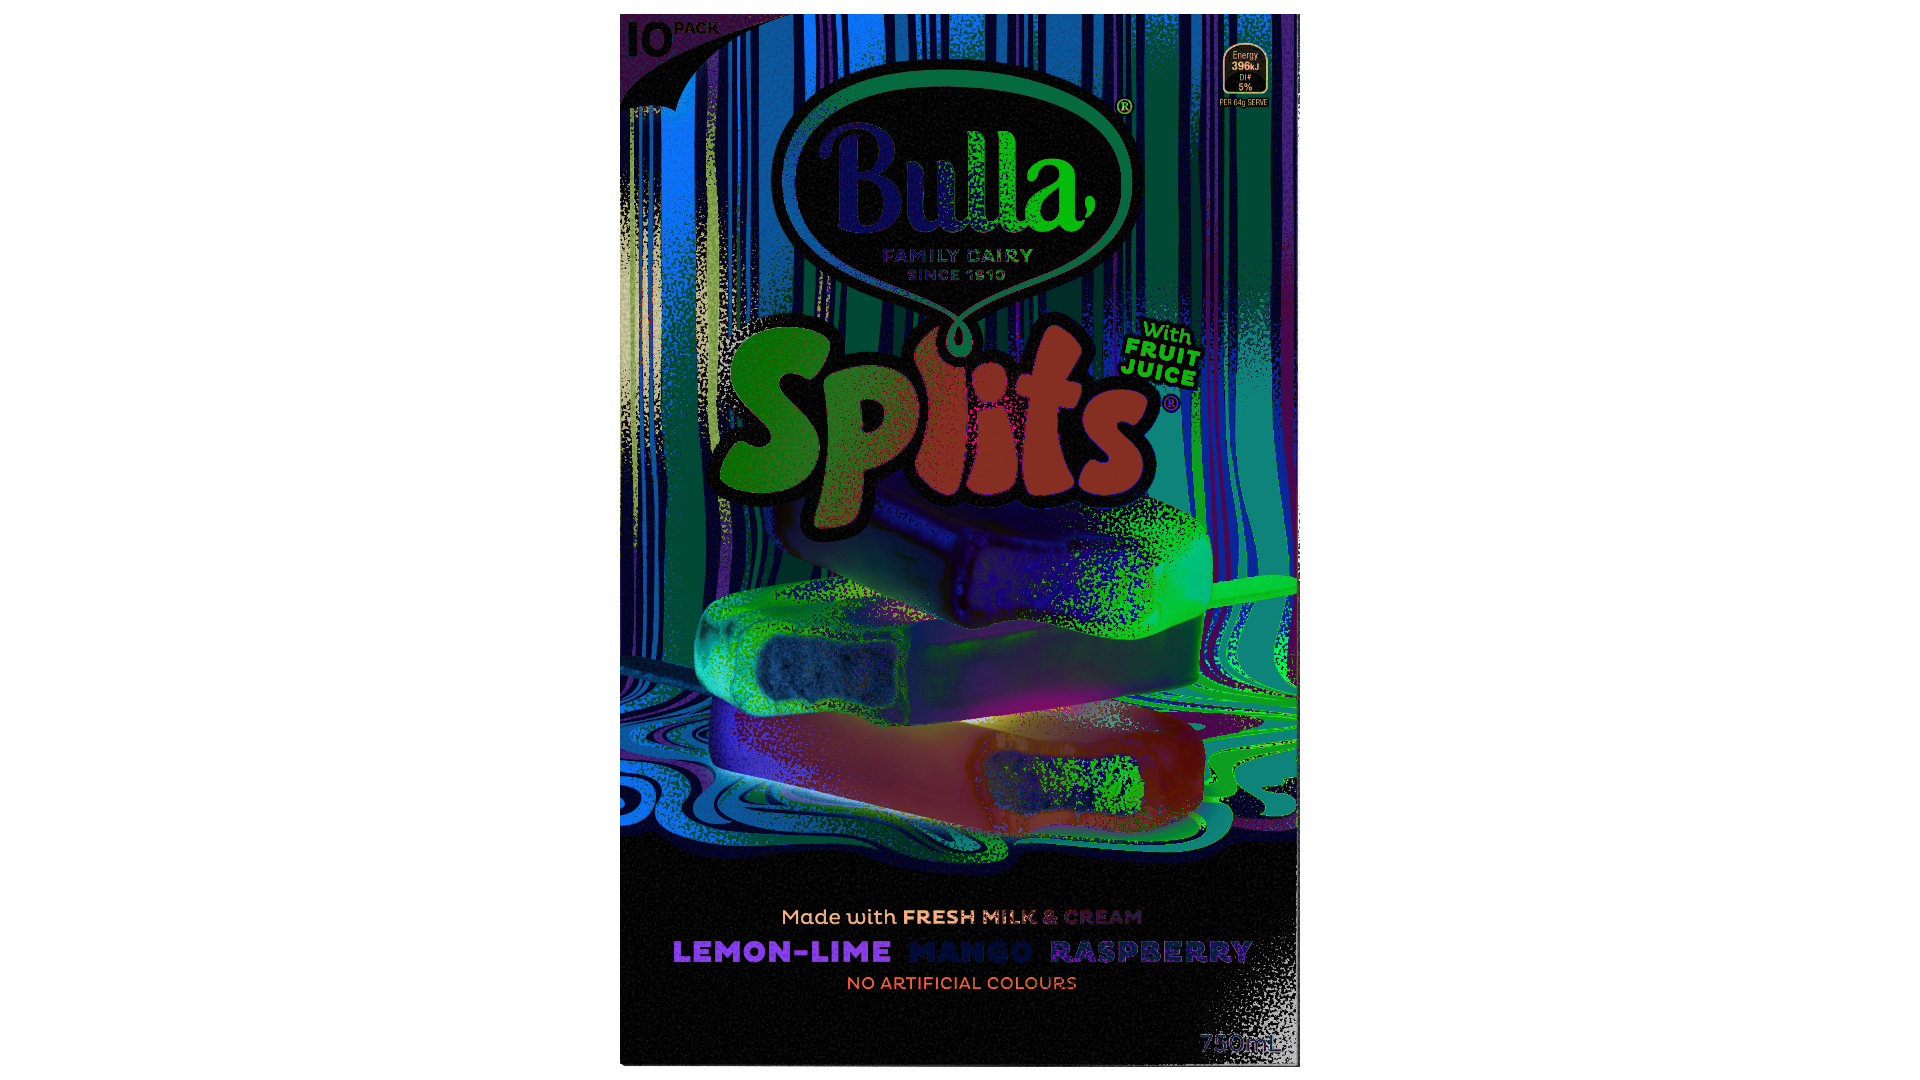 10 PACK
Energy
396kJ
DI#
5%
PER 64g SERVE
®
Bulla
FAMILY DAIRY
SINCE 1910
Splits®
With
FRUIT
JUICE
Made with FRESH MILK & CREAM
LEMON-LIME MANGO RASPBERRY
NO ARTIFICIAL COLOURS
750mL